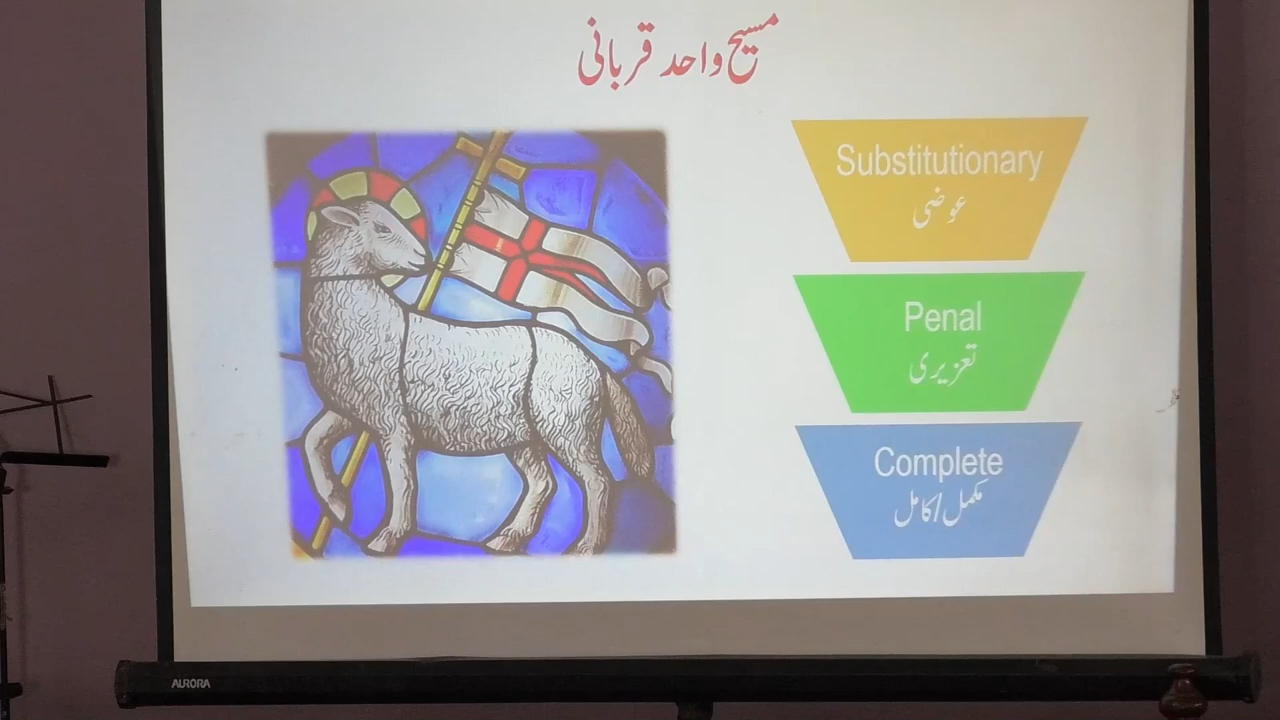 مسیح واحد قربانی
Substitutionary
عوضی
Penal
تعزیری
Complete
مکمل/کامل
AURORA